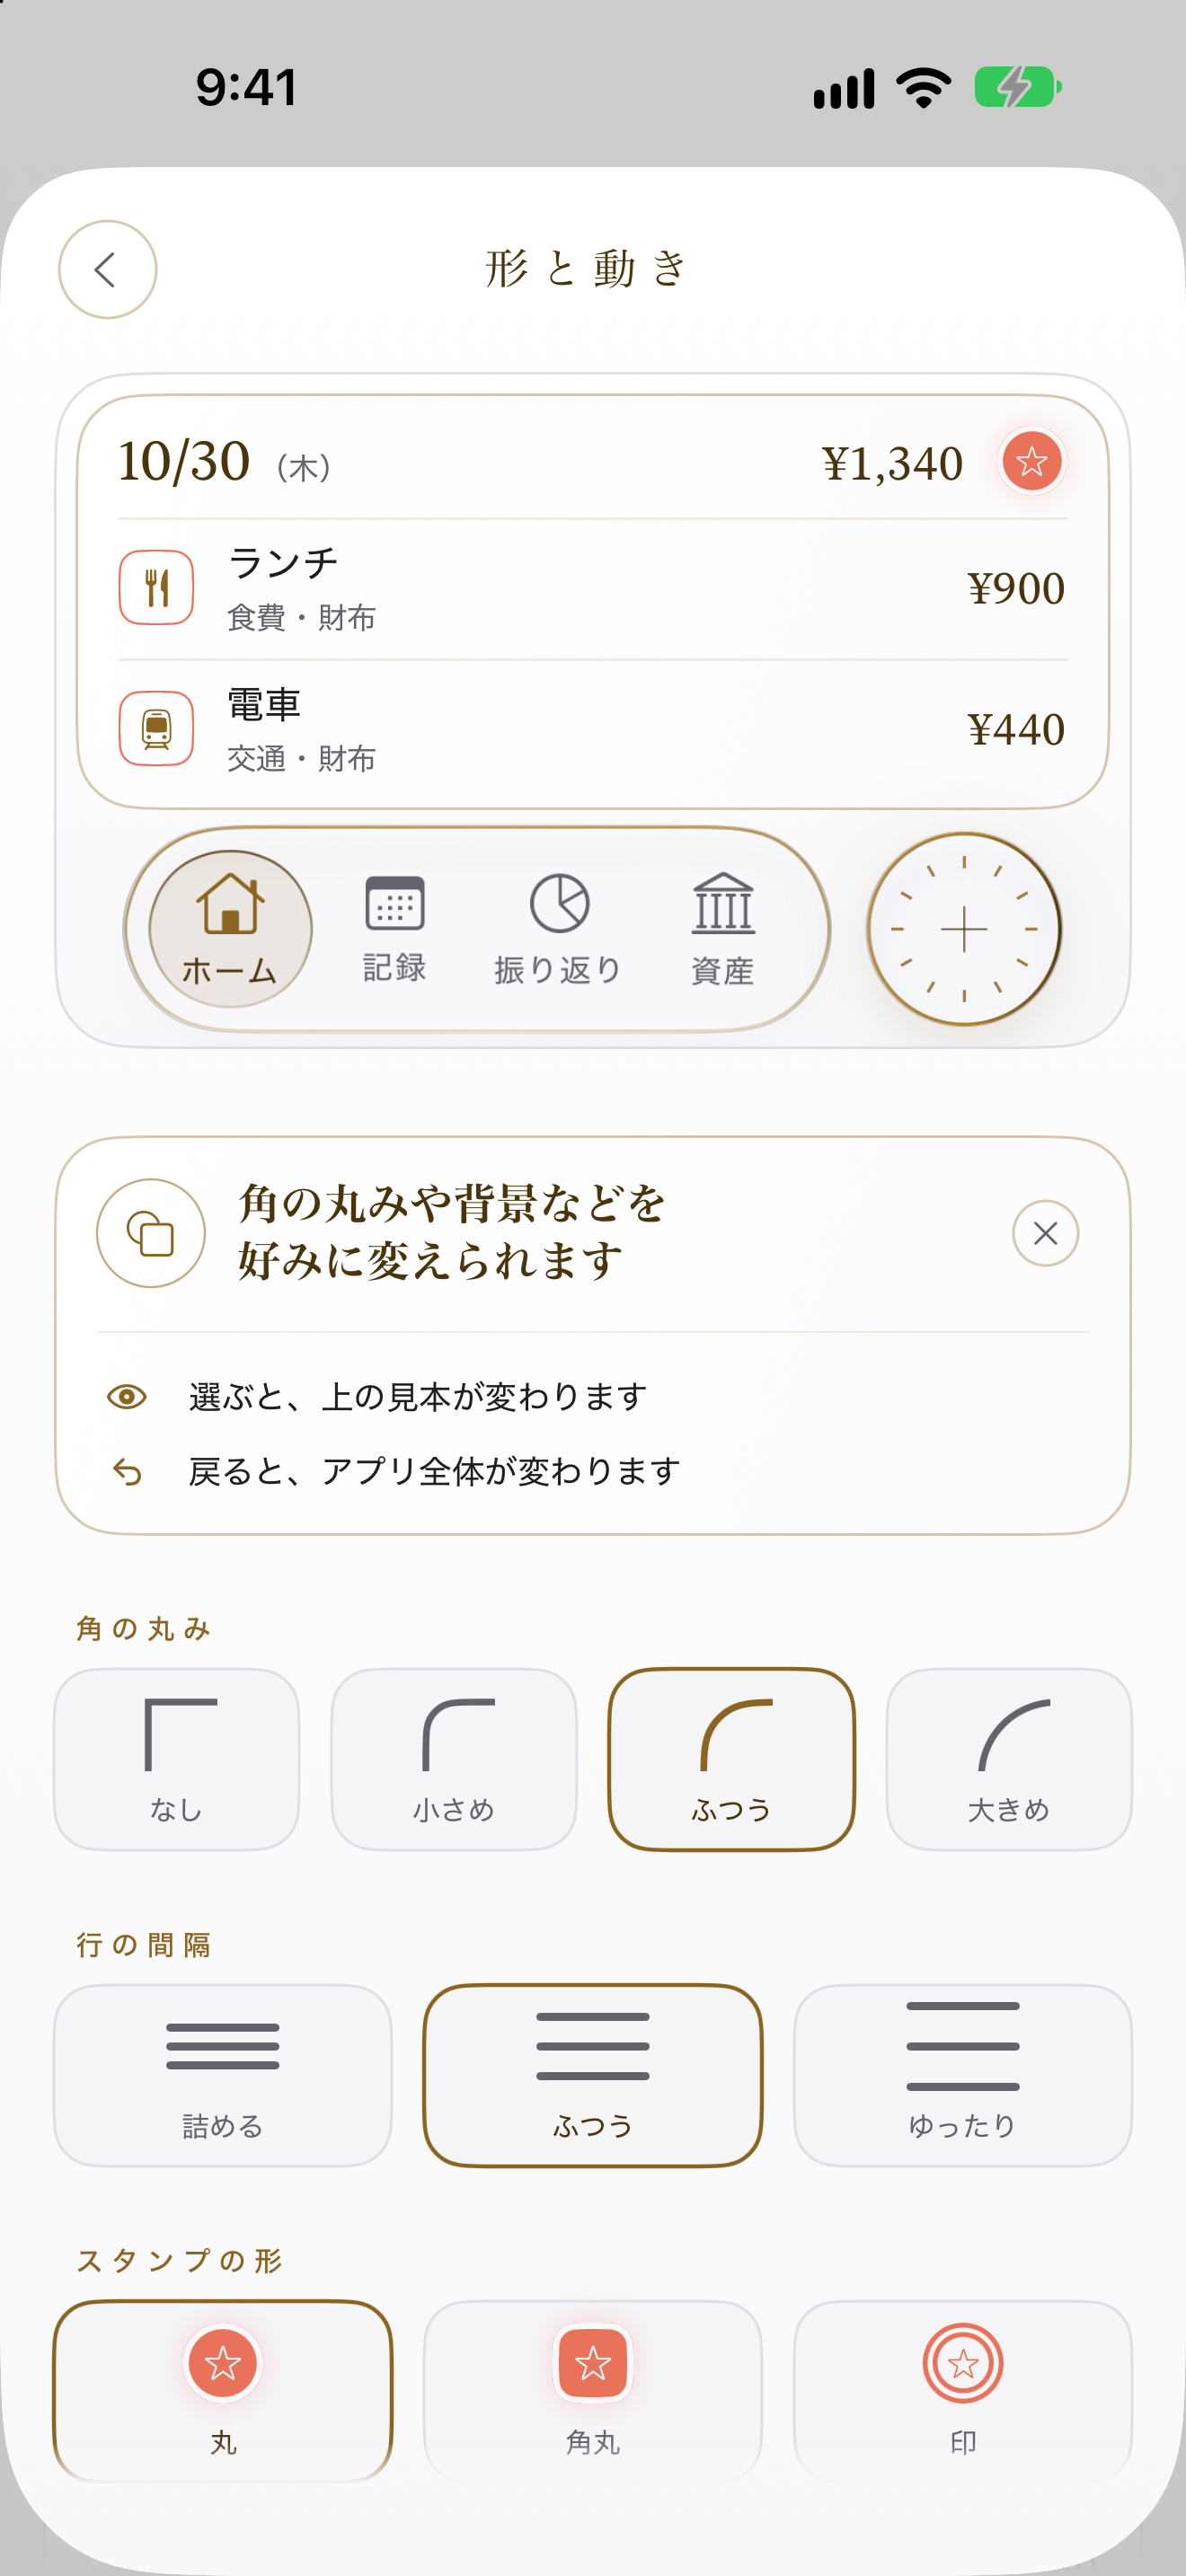 9:41
形と動き
10/30 （木） ¥1,340
ランチ
食費・財布
¥900
電車
交通・財布
¥440
ホーム 記録 振り返り 資産
角の丸みや背景などを
好みに変えられます
選ぶと、上の見本が変わります
戻ると、アプリ全体が変わります
角の丸み
なし 小さめ ふつう 大きめ
行の間隔
詰める ふつう ゆったり
スタンプの形
丸 角丸 印